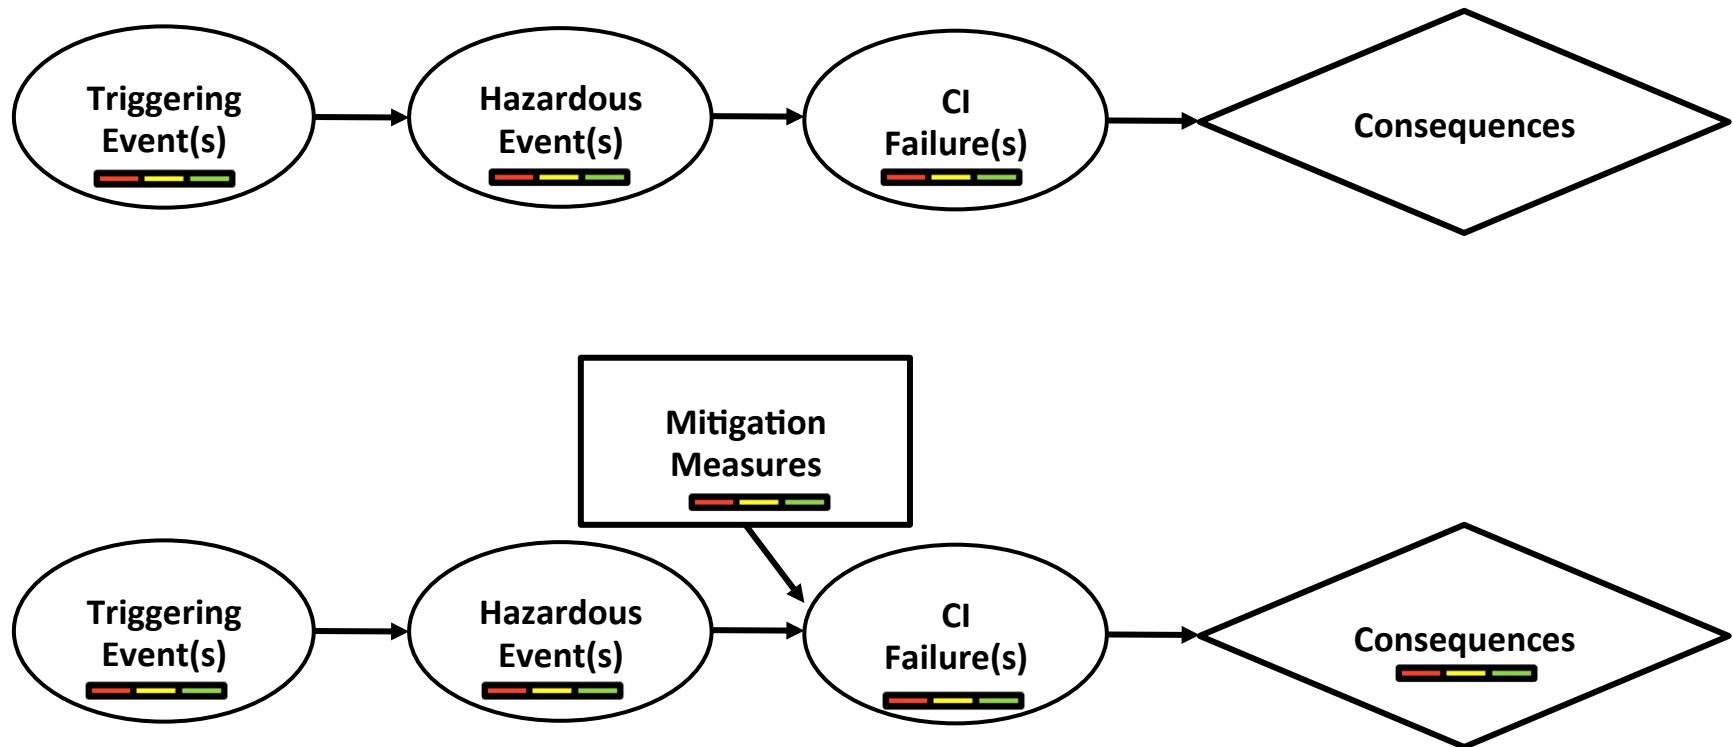 Triggering
Event(s)
Hazardous
Event(s)
CI
Failure(s)
Consequences
Mitigation
Measures
Triggering
Event(s)
Hazardous
Event(s)
CI
Failure(s)
Consequences